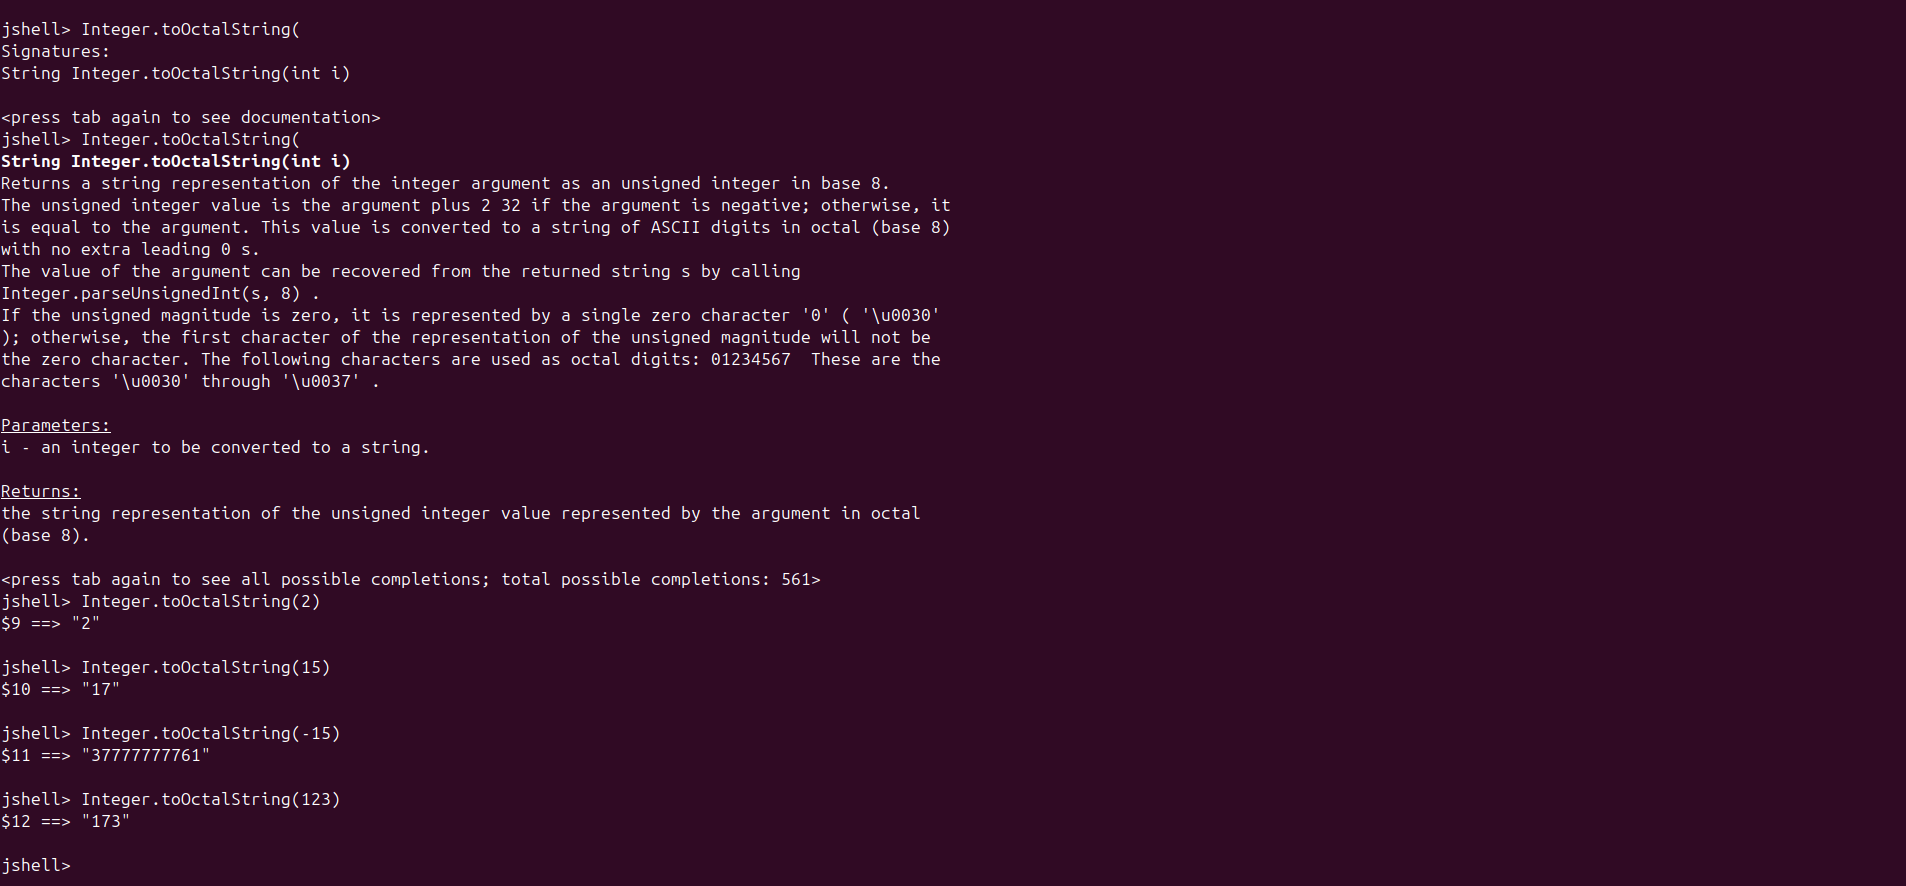 jshell> Integer.toOctalString(
Signatures:
String Integer.toOctalString(int i)
<press tab again to see documentation>
jshell> Integer.toOctalString(
String Integer.toOctalString(int i)
Returns a string representation of the integer argument as an unsigned integer in base 8.
The unsigned integer value is the argument plus 2 32 if the argument is negative; otherwise, it
is equal to the argument. This value is converted to a string of ASCII digits in octal (base 8)
with no extra leading 0 s.
The value of the argument can be recovered from the returned string s by calling
Integer.parseUnsignedInt(s, 8) .
If the unsigned magnitude is zero, it is represented by a single zero character '0' ( '\u0030'
); otherwise, the first character of the representation of the unsigned magnitude will not be
the zero character. The following characters are used as octal digits: 01234567  These are the
characters '\u0030' through '\u0037' .
Parameters:
i - an integer to be converted to a string.
Returns:
the string representation of the unsigned integer value represented by the argument in octal
(base 8).
<press tab again to see all possible completions; total possible completions: 561>
jshell> Integer.toOctalString(2)
$9 ==> "2"
jshell> Integer.toOctalString(15)
$10 ==> "17"
jshell> Integer.toOctalString(-15)
$11 ==> "37777777761"
jshell> Integer.toOctalString(123)
$12 ==> "173"
jshell>